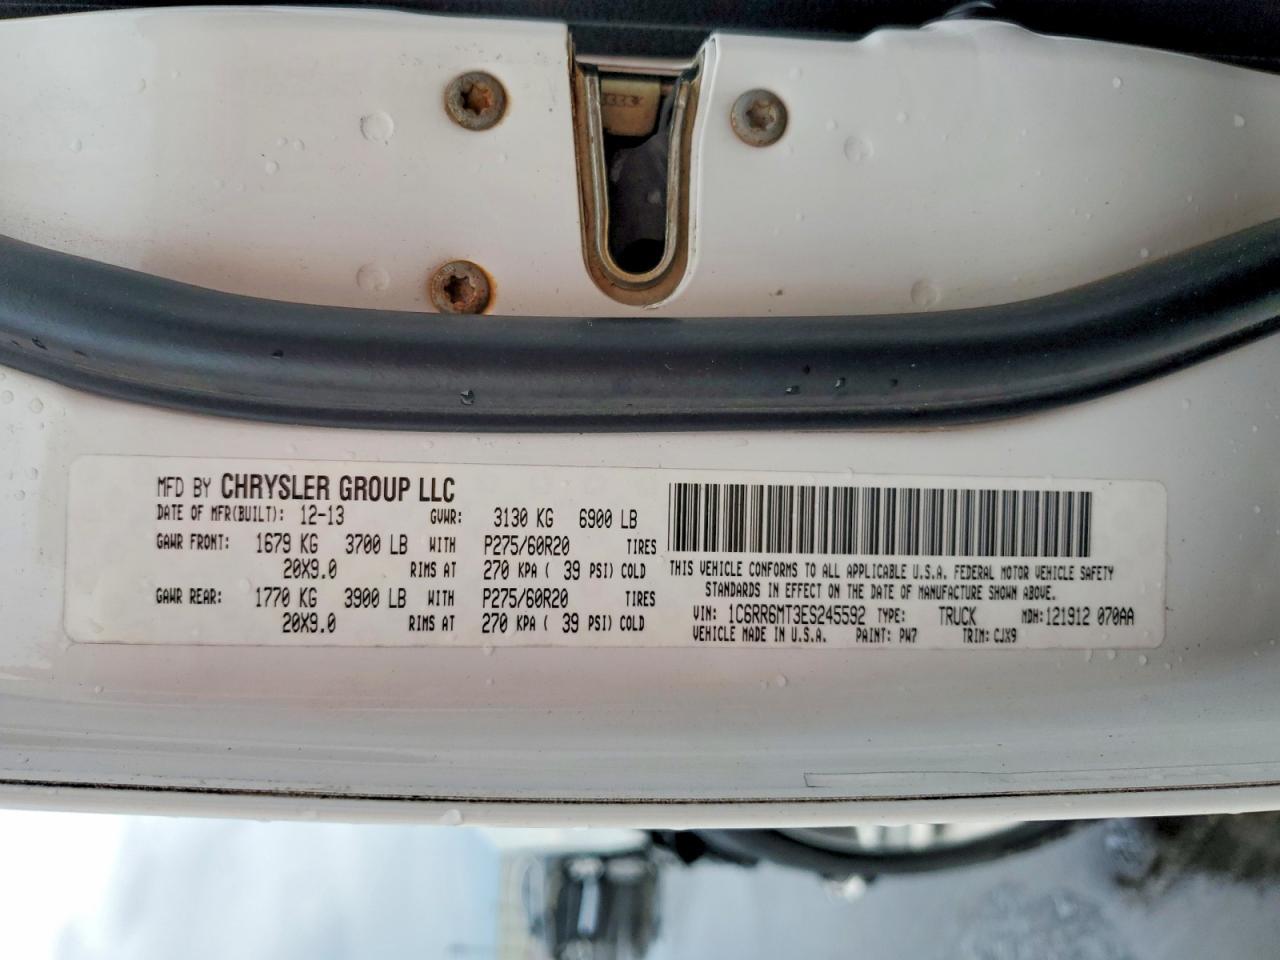 MFD BY CHRYSLER GROUP LLC
DATE OF MFR(BUILT): 12-13 GVWR: 3130 KG 6900 LB
GAWR FRONT: 1679 KG 3700 LB WITH P275/60R20 TIRES
20X9.0 RIMS AT 270 KPA ( 39 PSI) COLD
GAWR REAR: 1770 KG 3900 LB WITH P275/60R20 TIRES
20X9.0 RIMS AT 270 KPA ( 39 PSI) COLD
THIS VEHICLE CONFORMS TO ALL APPLICABLE U.S.A. FEDERAL MOTOR VEHICLE SAFETY
STANDARDS IN EFFECT ON THE DATE OF MANUFACTURE SHOWN ABOVE.
VIN: 1C6RR6MT3ES245592 TYPE: TRUCK MDH:121912 070AA
VEHICLE MADE IN U.S.A. PAINT: PW7 TRIM: CJX9